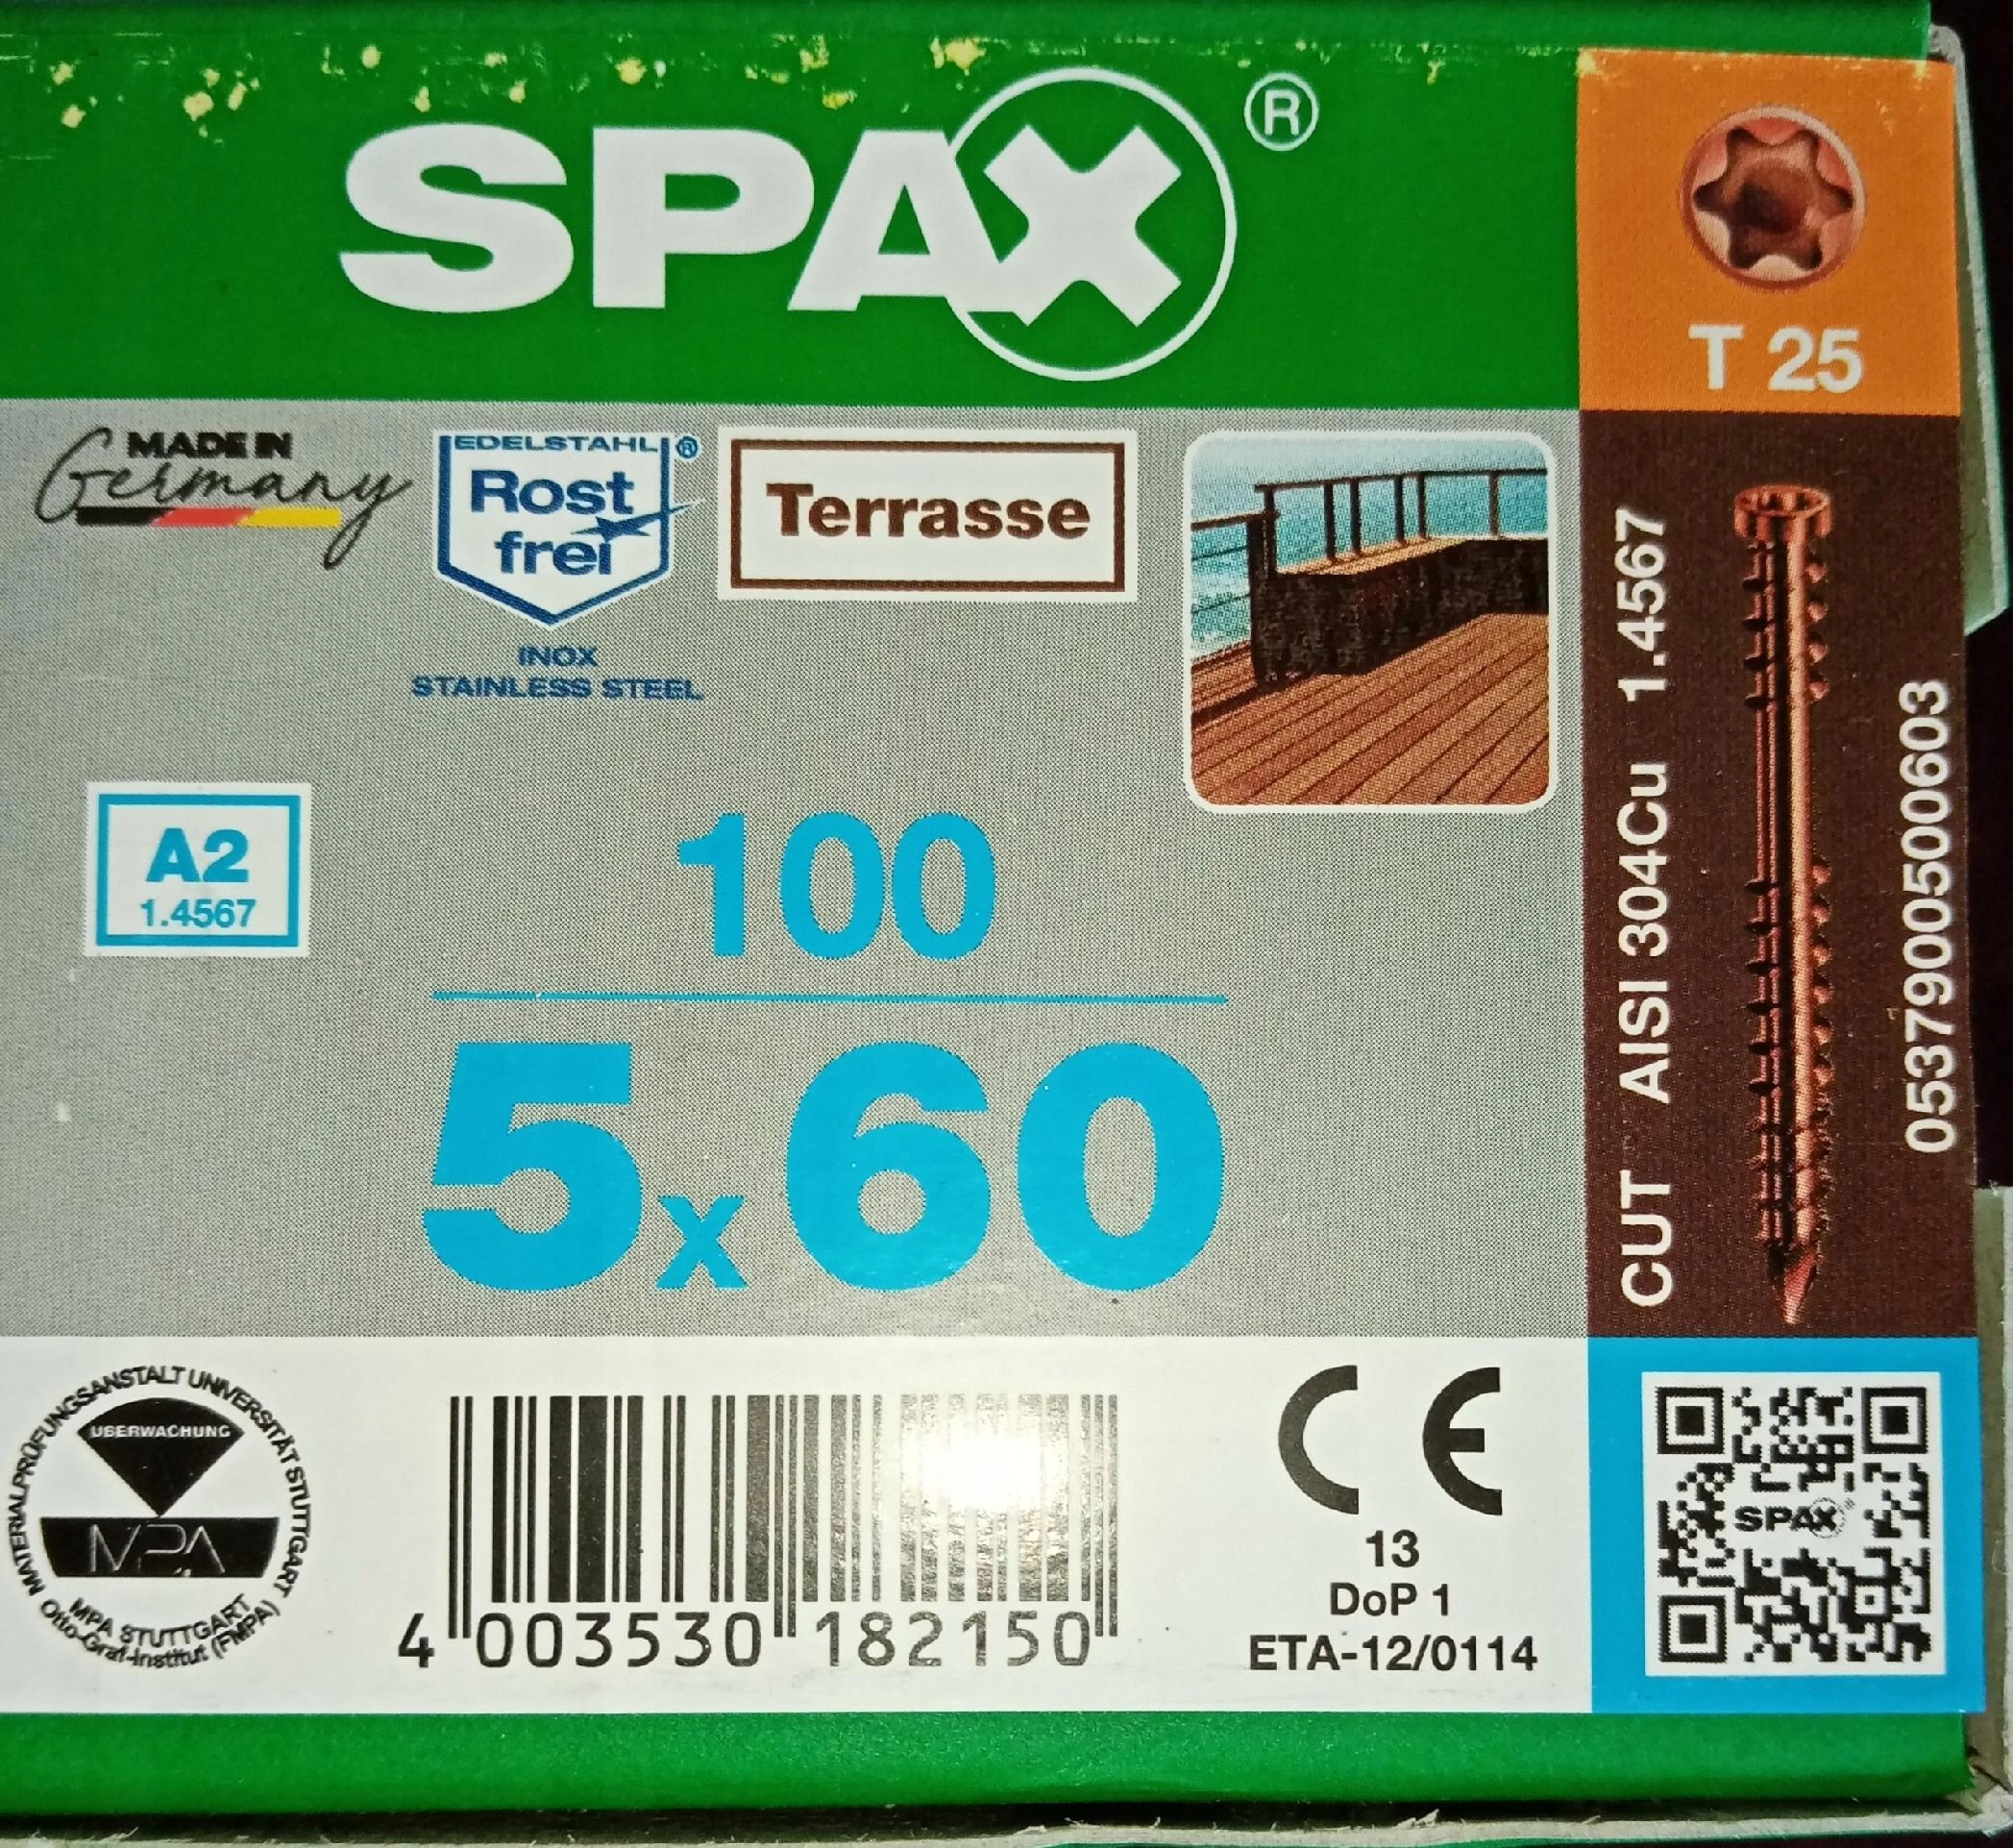 SPAX®
T 25
MADE IN
Germany
EDELSTAHL®
Rost
frei
INOX
STAINLESS STEEL
Terrasse
A2
1.4567
100
5x60
CUT AISI 304Cu 1.4567
0537900500603
MATERIALPRÜFUNGSANSTALT UNIVERSITÄT STUTTGART
ÜBERWACHUNG
MPA
MPA STUTTGART
Otto-Graf-Institut (FMPA)
4 003530 182150
CE
13
DoP 1
ETA-12/0114
SPAX